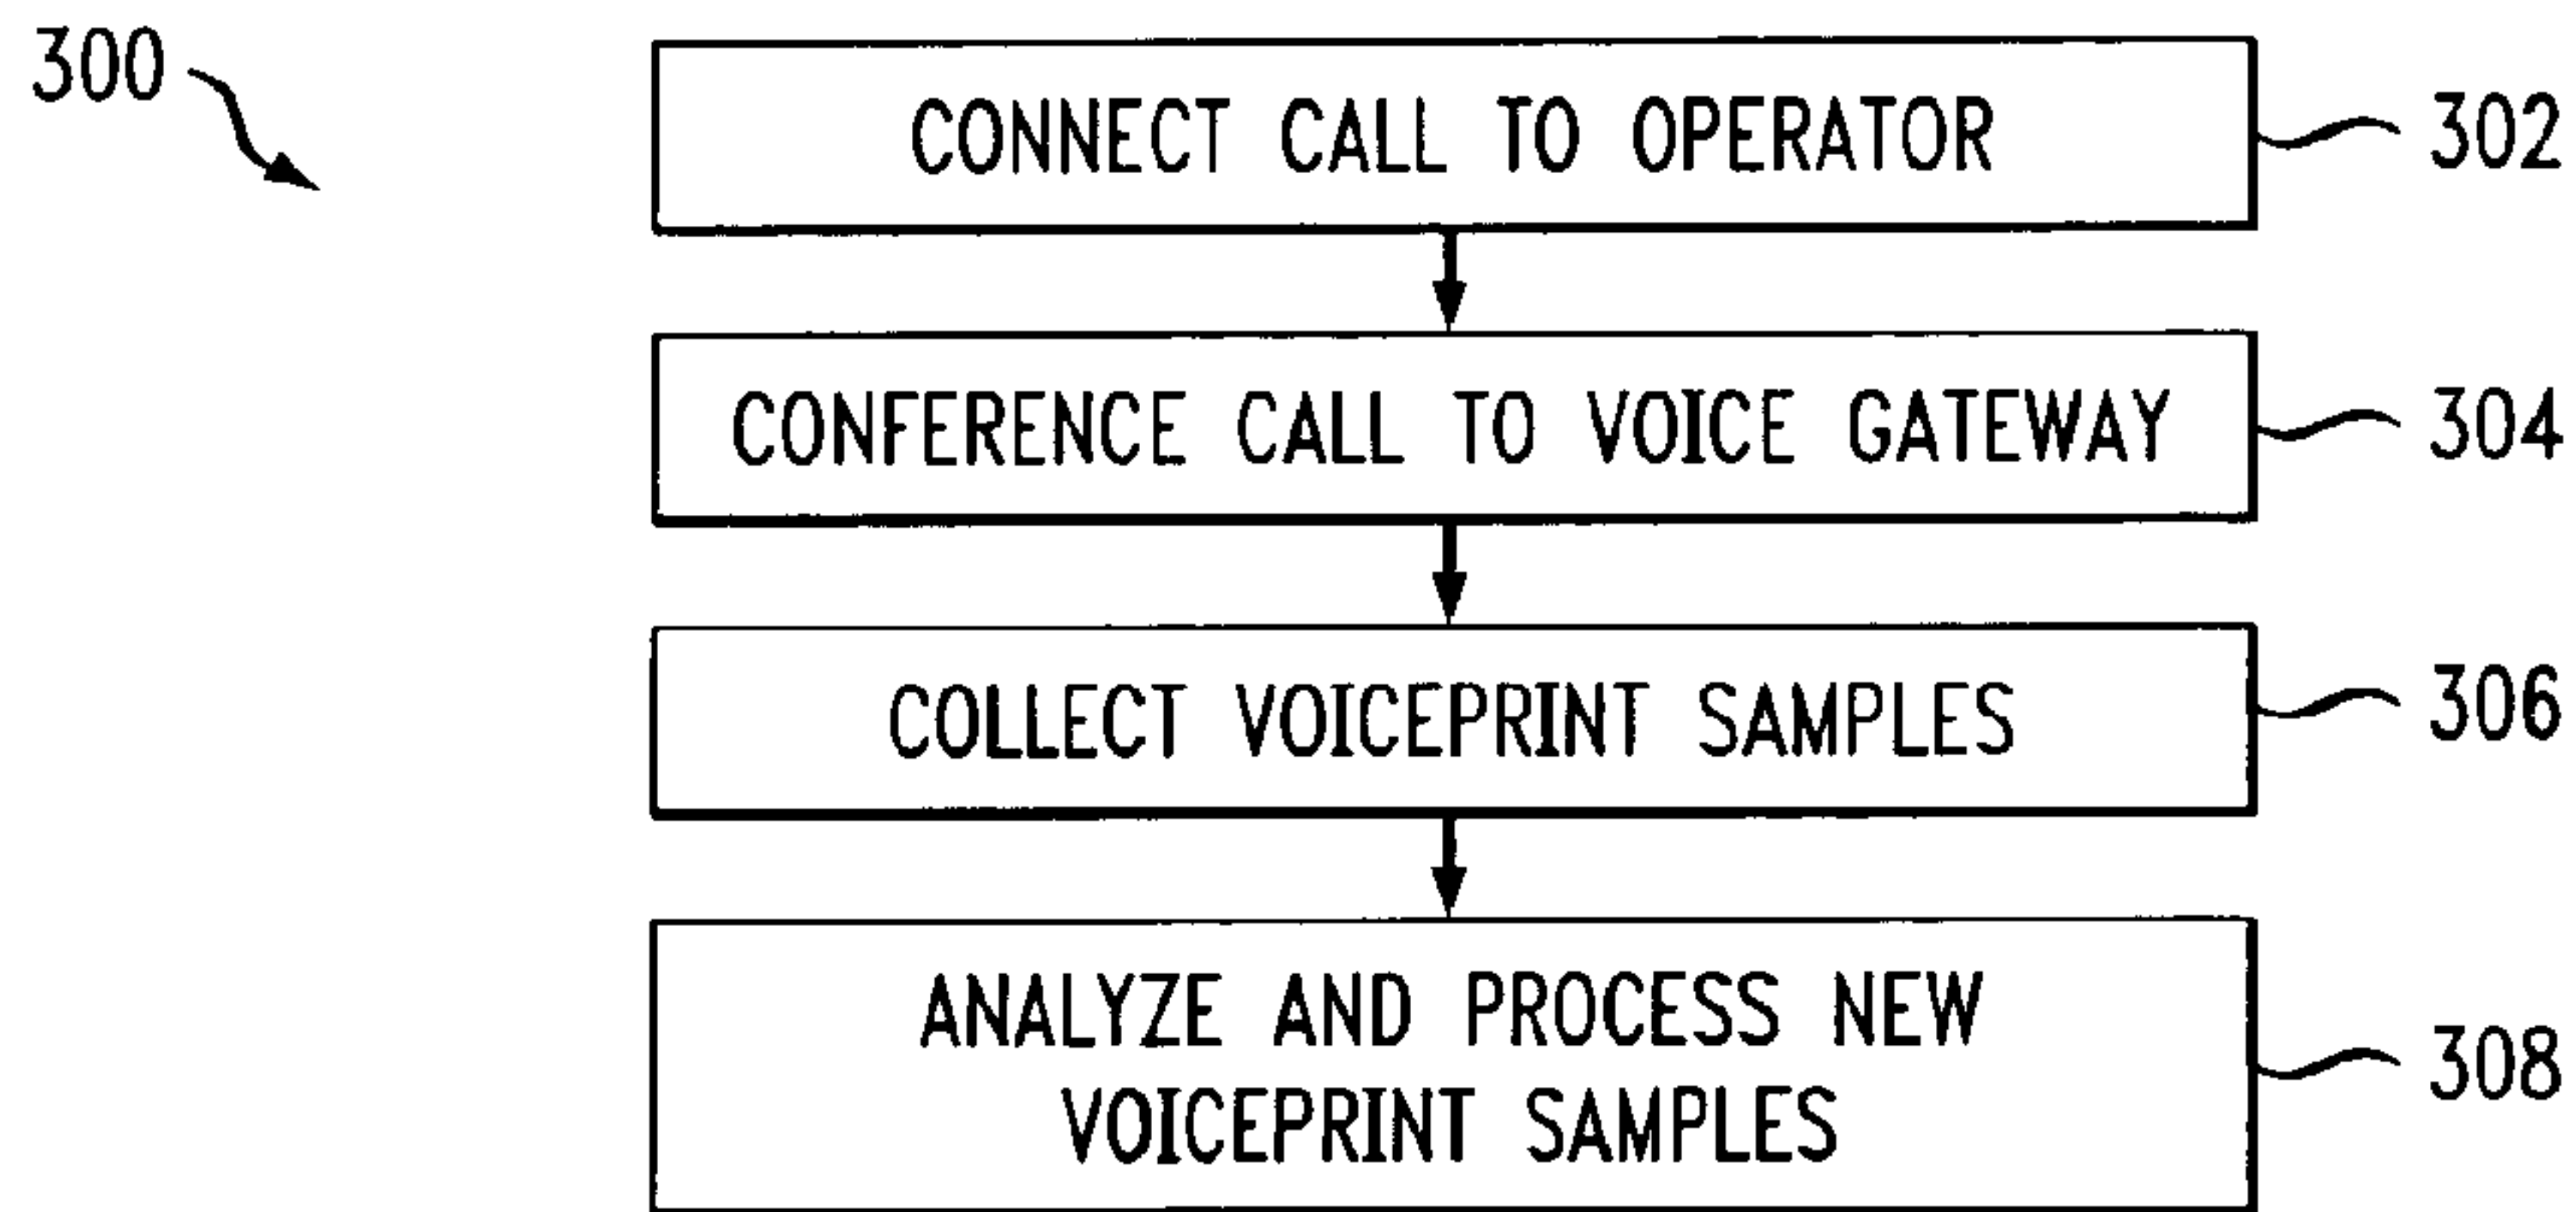 300
CONNECT CALL TO OPERATOR
302
CONFERENCE CALL TO VOICE GATEWAY
304
COLLECT VOICEPRINT SAMPLES
306
ANALYZE AND PROCESS NEW
VOICEPRINT SAMPLES
308